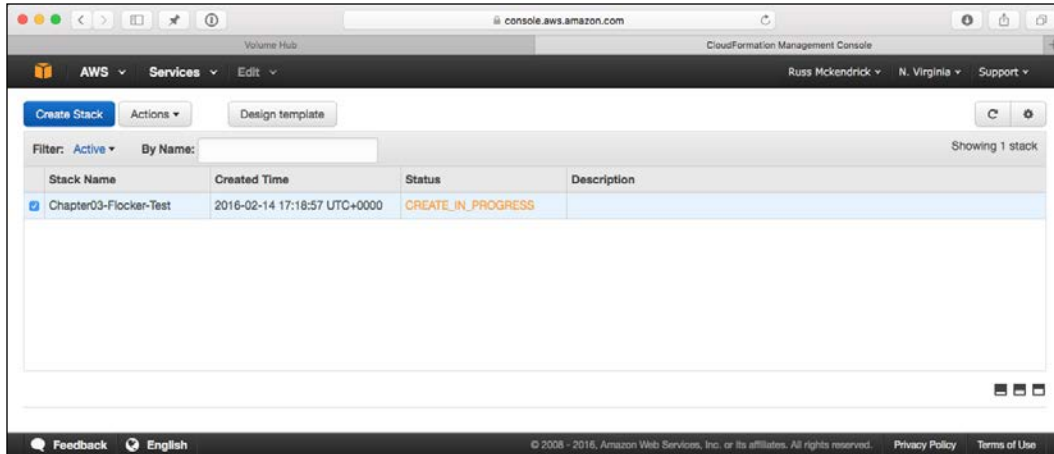 console.aws.amazon.com
Volume Hub CloudFormation Management Console
AWS Services Edit Russ Mckendrick N. Virginia Support
Create Stack Actions Design template
Filter: Active By Name: Showing 1 stack
Stack Name Created Time Status Description
Chapter03-Flocker-Test 2016-02-14 17:18:57 UTC+0000 CREATE_IN_PROGRESS
Feedback English © 2008 - 2016, Amazon Web Services, Inc. or its affiliates. All rights reserved. Privacy Policy Terms of Use